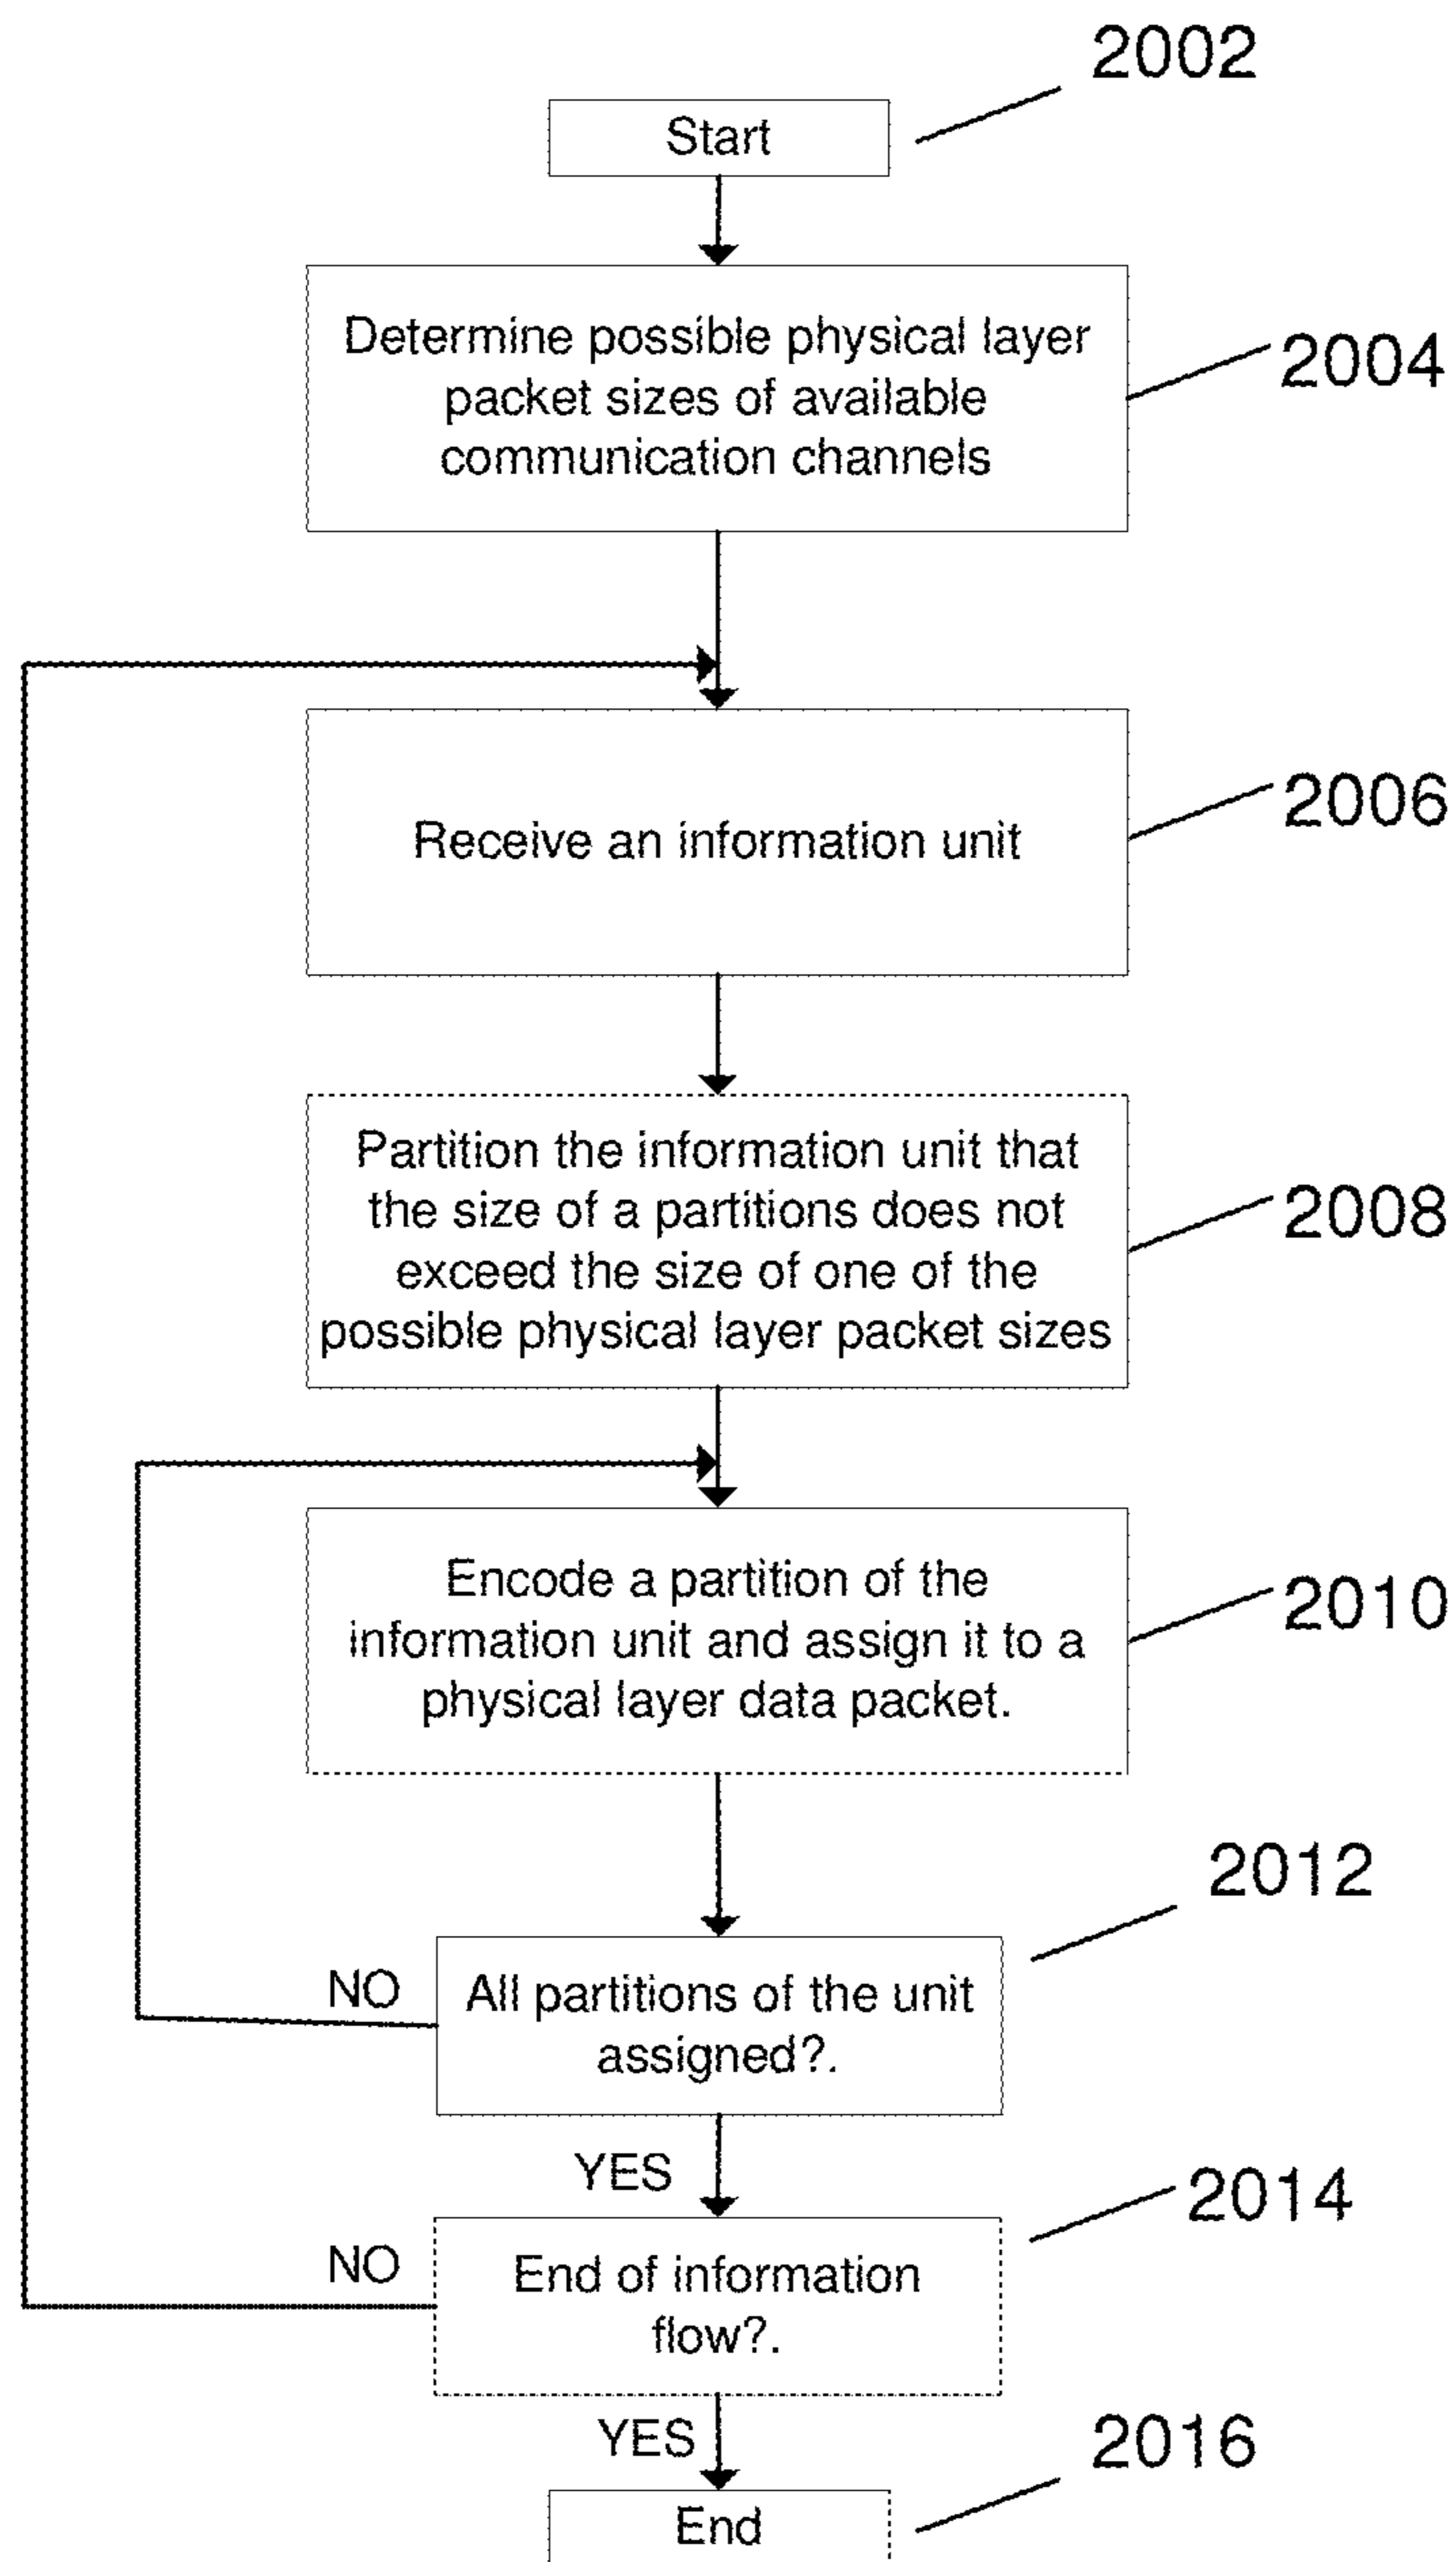 2002
Start
Determine possible physical layer
packet sizes of available
communication channels
2004
Receive an information unit
2006
Partition the information unit that
the size of a partitions does not
exceed the size of one of the
possible physical layer packet sizes
2008
Encode a partition of the
information unit and assign it to a
physical layer data packet.
2010
2012
NO
All partitions of the unit
assigned?.
YES
2014
NO
End of information
flow?.
YES
2016
End